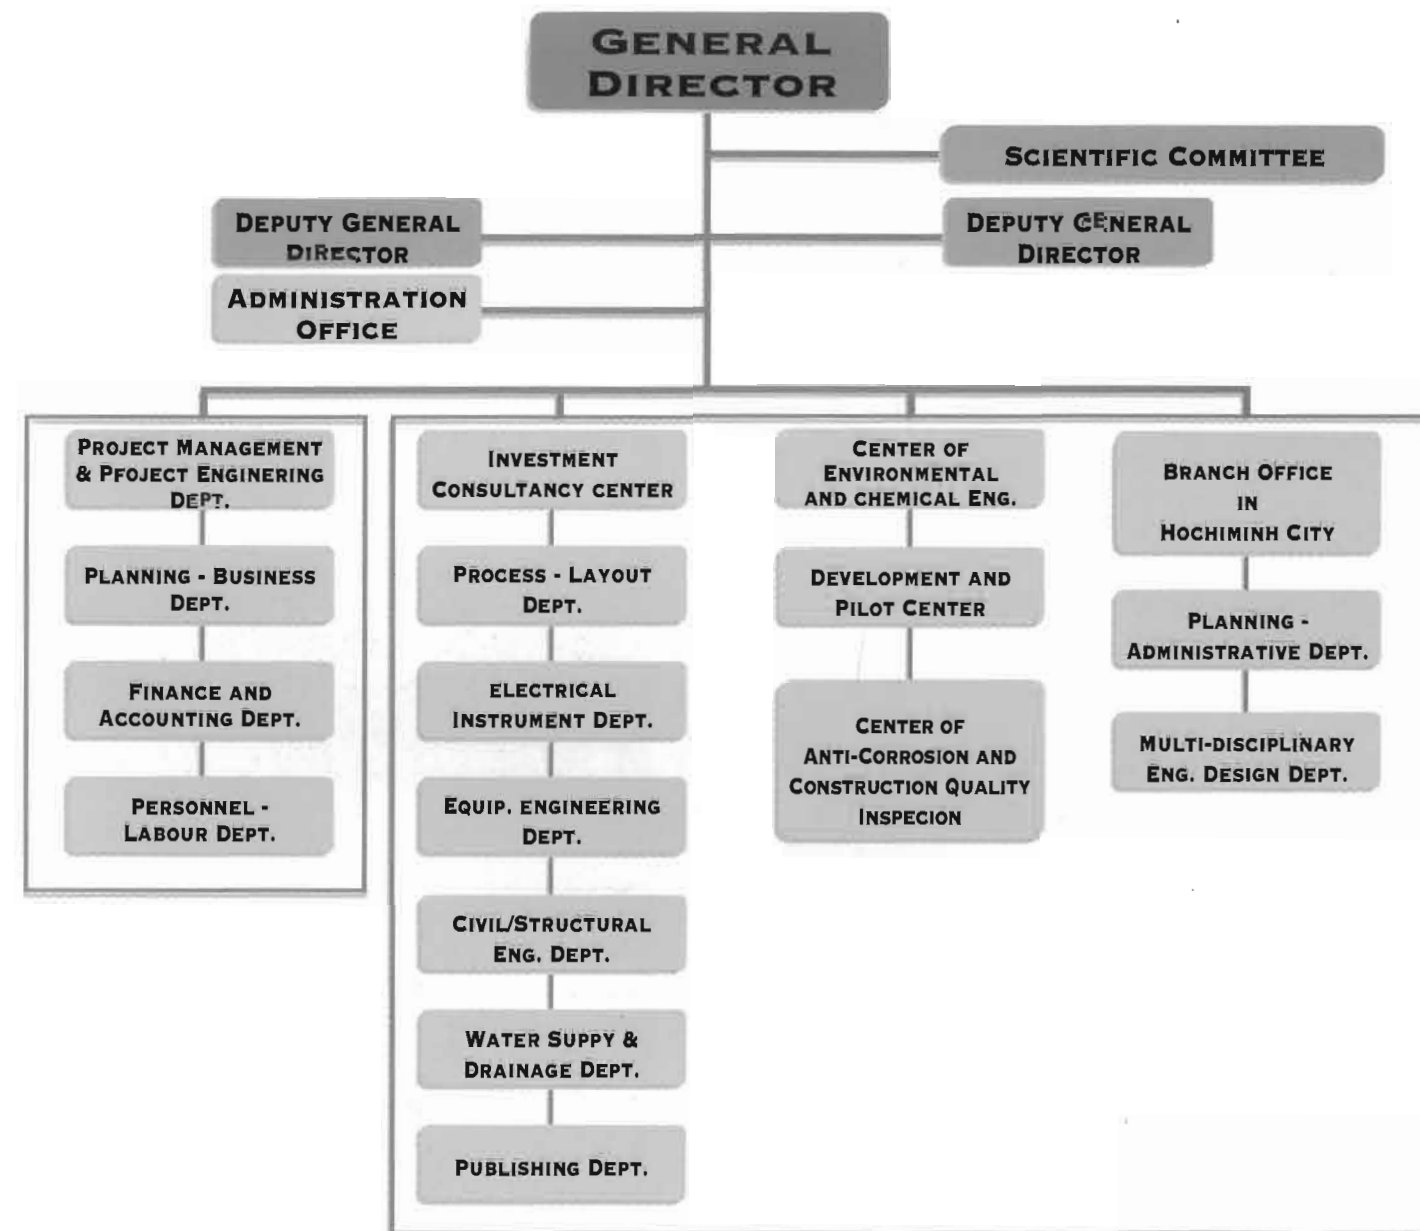 GENERAL
DIRECTOR
SCIENTIFIC COMMITTEE
DEPUTY GENERAL
DIRECTOR
DEPUTY GENERAL
DIRECTOR
ADMINISTRATION
OFFICE
PROJECT MANAGEMENT
& PFOJECT ENGINERING
DEPT.
PLANNING - BUSINESS
DEPT.
FINANCE AND
ACCOUNTING DEPT.
PERSONNEL -
LABOUR DEPT.
INVESTMENT
CONSULTANCY CENTER
PROCESS - LAYOUT
DEPT.
ELECTRICAL
INSTRUMENT DEPT.
EQUIP. ENGINEERING
DEPT.
CIVIL/STRUCTURAL
ENG. DEPT.
WATER SUPPY &
DRAINAGE DEPT.
PUBLISHING DEPT.
CENTER OF
ENVIRONMENTAL
AND CHEMICAL ENG.
DEVELOPMENT AND
PILOT CENTER
CENTER OF
ANTI-CORROSION AND
CONSTRUCTION QUALITY
INSPECION
BRANCH OFFICE
IN
HOCHIMINH CITY
PLANNING -
ADMINISTRATIVE DEPT.
MULTI-DISCIPLINARY
ENG. DESIGN DEPT.